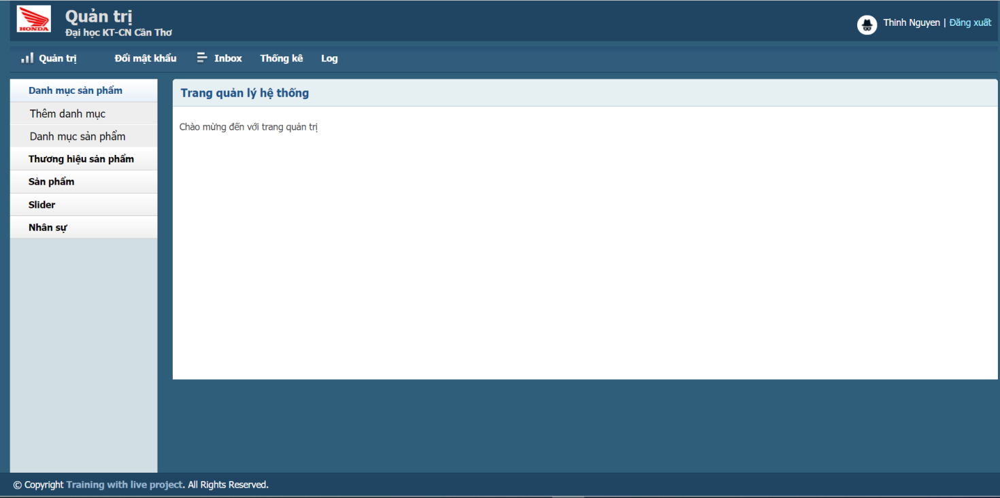 HONDA
Quản trị
Đại học KT-CN Cần Thơ
Thinh Nguyen | Đăng xuất
Quản trị Đổi mật khẩu Inbox Thống kê Log
Danh mục sản phẩm
Thêm danh mục
Danh mục sản phẩm
Thương hiệu sản phẩm
Sản phẩm
Slider
Nhân sự
Trang quản lý hệ thống
Chào mừng đến với trang quản trị
© Copyright Training with live project. All Rights Reserved.